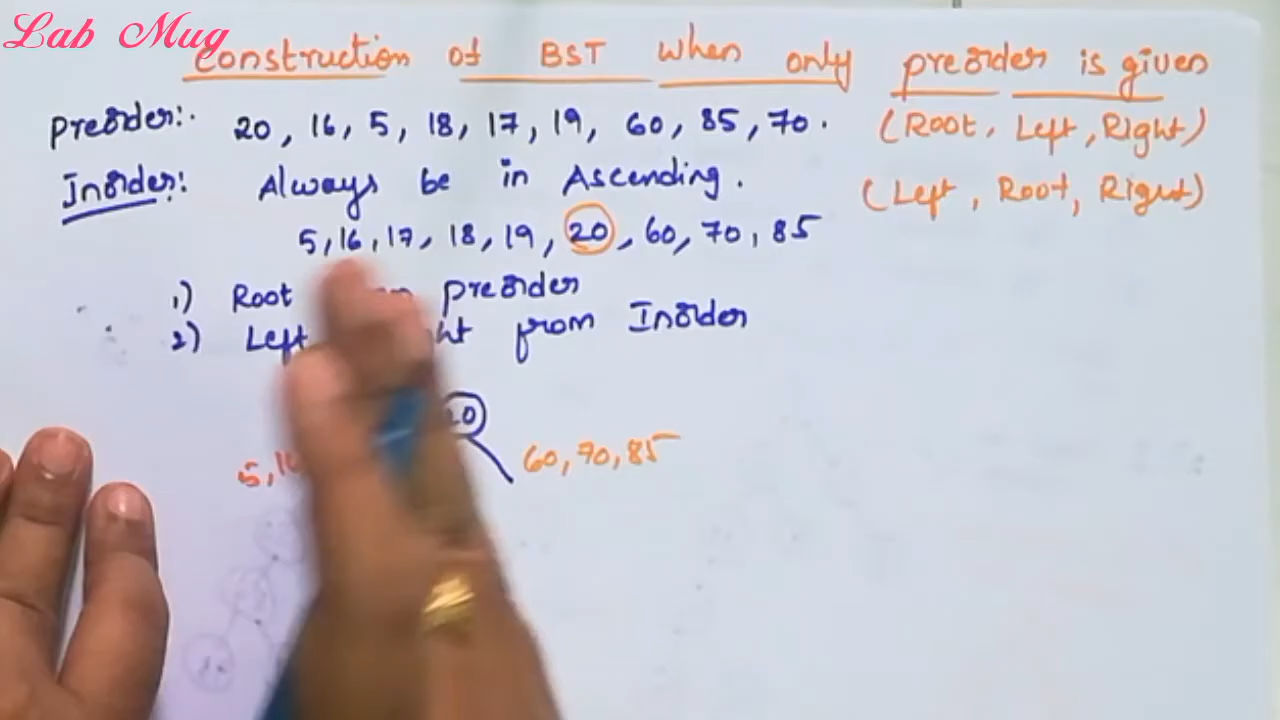 Lab Mug
Construction of BST when only preorder is given
Preorder:. 20, 16, 5, 18, 17, 19, 60, 85, 70. (Root, Left, Right)
Inorder: Always be in Ascending. (Left, Root, Right)
5, 16, 17, 18, 19, 20, 60, 70, 85
1) Root preorder
2) Left from Inorder
20
5, 60, 70, 85